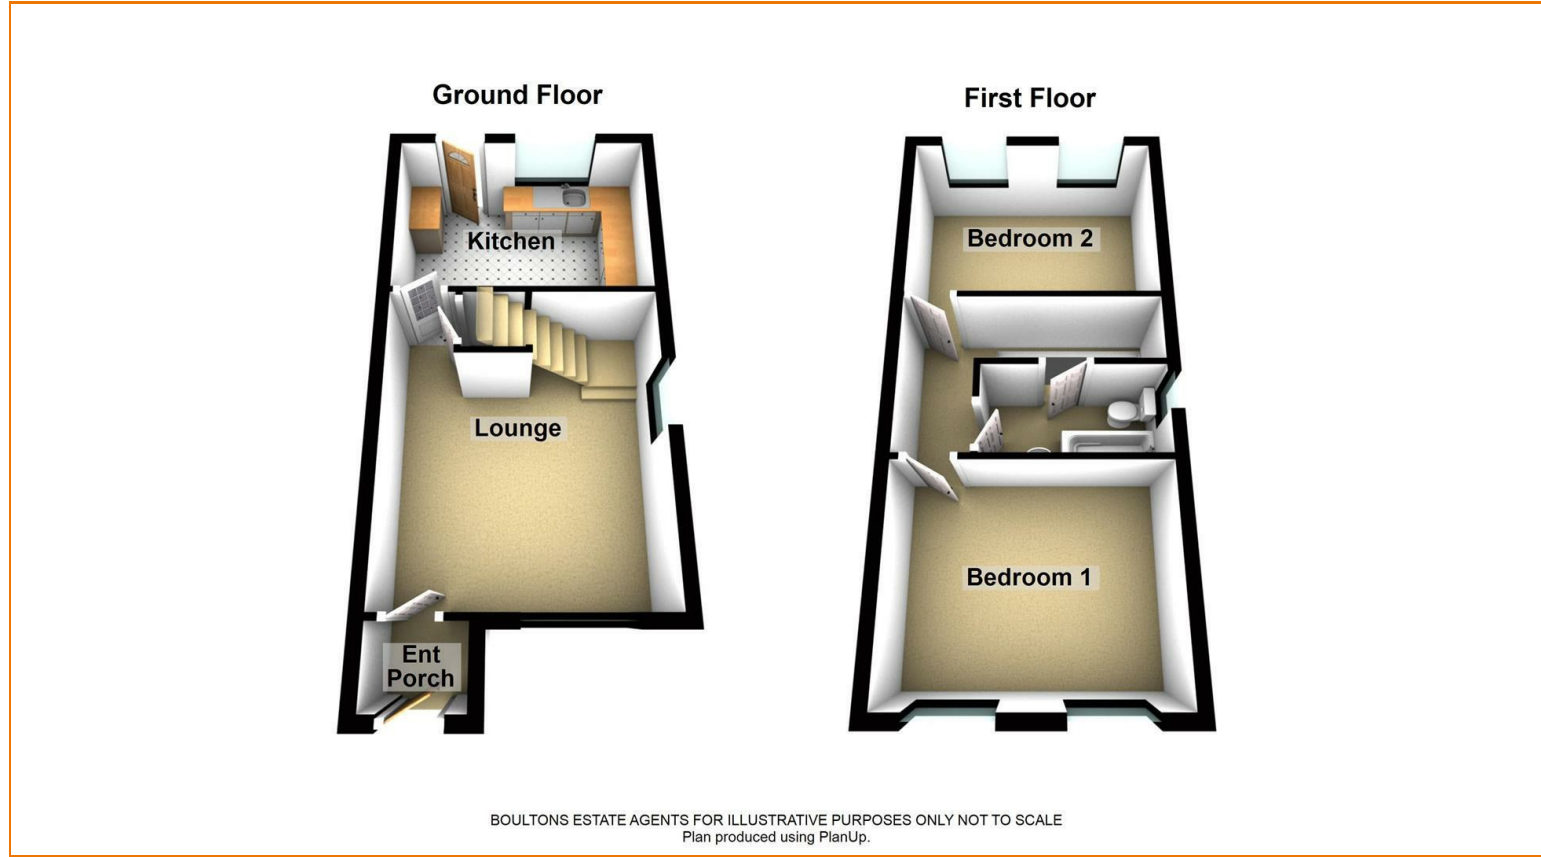 Ground Floor
Kitchen
Lounge
Ent
Porch
First Floor
Bedroom 2
Bedroom 1
BOULTONS ESTATE AGENTS FOR ILLUSTRATIVE PURPOSES ONLY NOT TO SCALE
Plan produced using PlanUp.